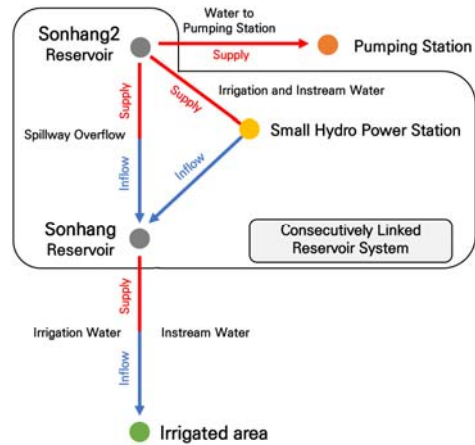 Water to
Pumping Station
Sonhang2
Reservoir
Supply
Pumping Station
Supply
Supply
Irrigation and Instream Water
Spillway Overflow
Small Hydro Power Station
Inflow
Inflow
Sonhang
Reservoir
Consecutively Linked
Reservoir System
Supply
Irrigation Water
Instream Water
Inflow
Irrigated area